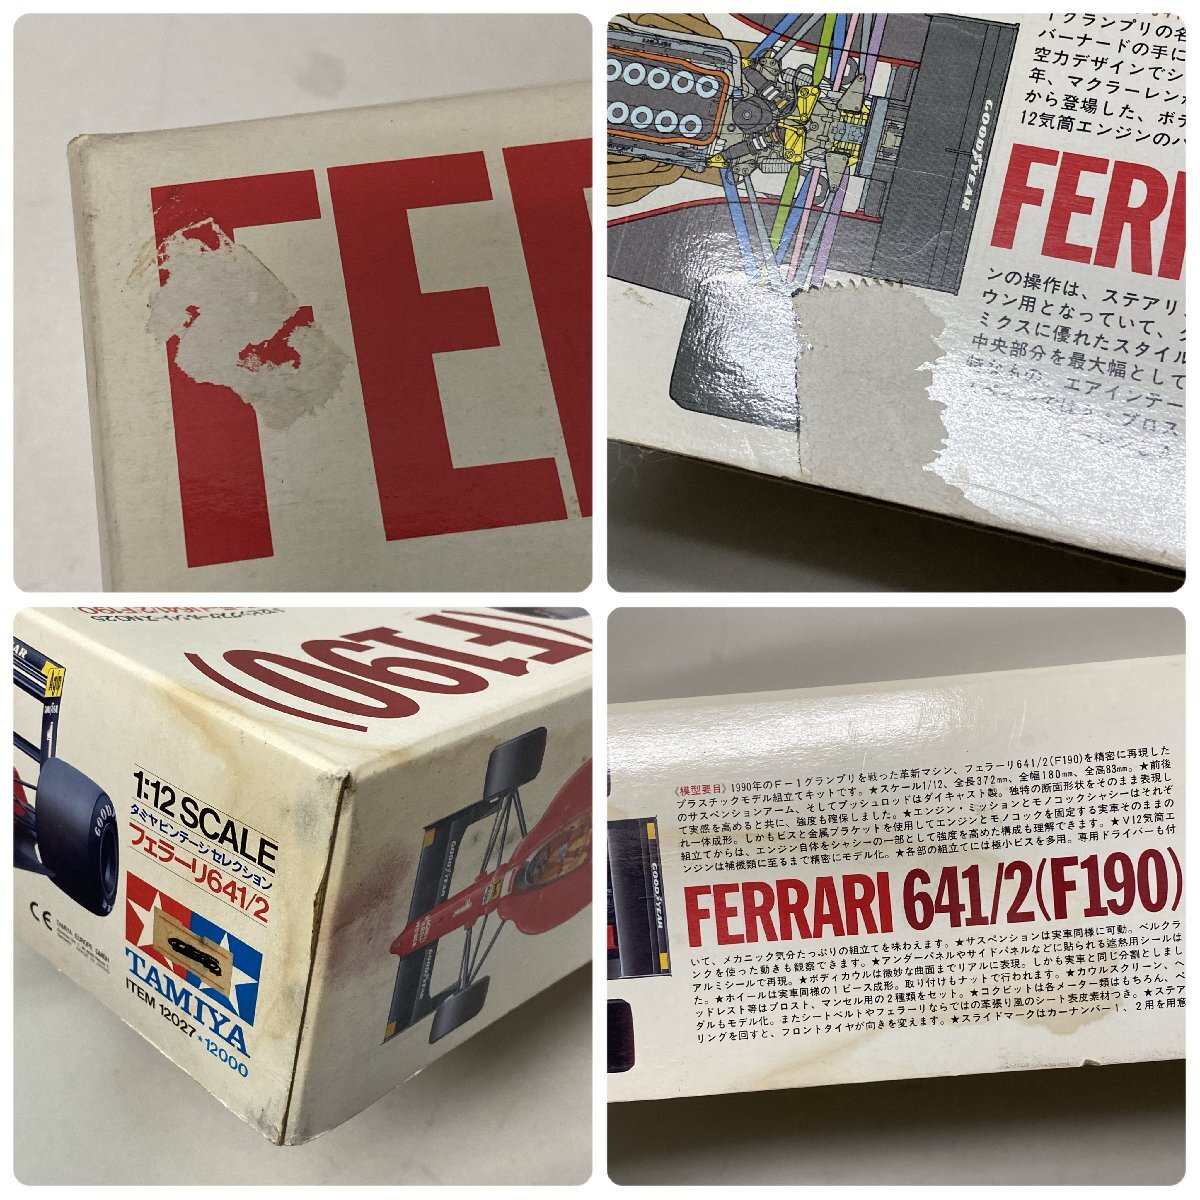 FER
GOODYEAR
ーグランプリの名
バーナードの手に
空力デザインでシ
年、マクラーレンか
から登場した、ボ
12気筒エンジンの
FERR
ンの操作は、ステアリ
ウン用となっていて、
ミクスに優れたスタイル
中央部分を最大幅として
エアインテー
プロス
(F190)
Agip
1:12 SCALE
タミヤビンテージセレクション
フェラーリ641/2
CE
TAMIYA EUROPE GMBH
TAMIYA
ITEM 12027★12000
GOODYEAR
GOODYEAR
《模型要目》1990年のF-1グランプリを戦った革新マシン、フェラーリ641/2(F190)を精密に再現した
プラスチックモデル組立てキットです。★スケール1/12、全長372mm、全幅180mm、全高83mm。★前後
のサスペンションアーム、そしてプッシュロッドはダイキャスト製。独特の断面形状をそのまま表現し
て実感を高めると共に、強度も確保しました。★エンジン・ミッションとモノコックシャシーはそれぞ
れ一体成形。しかもビスと金属ブラケットを使用してエンジンとモノコックを固定する実車そのままの
組立てからは、エンジン自体をシャシーの一部として強度を高めた構成も理解できます。★V12気筒エ
ンジンは補機類に至るまで精密にモデル化。★各部の組立てには極小ビスを多用。専用ドライバーも付
FERRARI 641/2(F190)
いて、メカニック気分たっぷりの組立てを味わえます。★サスペンションは実車同様に可動。ベルクラ
ンクを使った動きも観察できます。★アンダーパネルやサイドパネルなどに貼られる遮熱用シールは
アルミシールで再現。★ボディカウルは微妙な曲面までリアルに表現。しかも実車と同じ分割としまし
た。★ホイールは実車同様の1ピース成形。取り付けもナットで行われます。★カウルスクリーン、ヘ
ッドレスト等はプロスト、マンセル用の2種類をセット。★コクピットは各メーター類はもちろん、ペ
ダルもモデル化。またシートベルトやフェラーリならではの革張り風のシート表皮素材つき。★ステア
リングを回すと、フロントタイヤが向きを変えます。★スライドマークはカーナンバー1、2用を用意
GOODYEAR